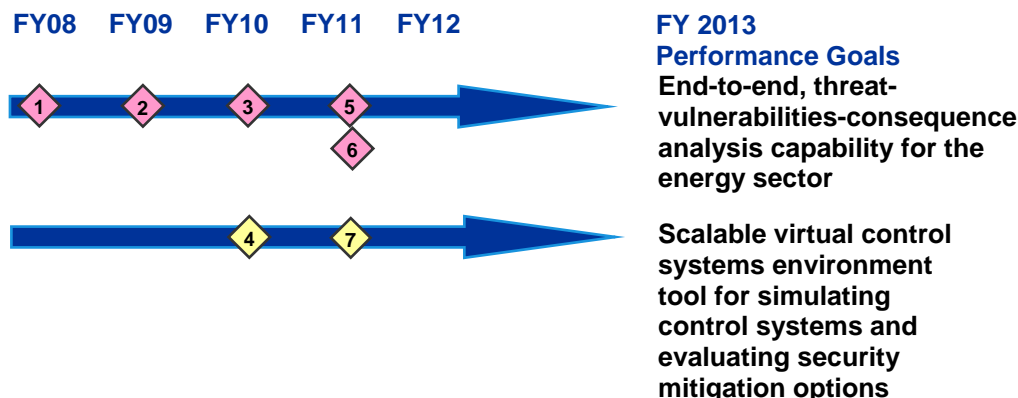 FY08 FY09 FY10 FY11 FY12
FY 2013
Performance Goals
1 2 3 5
6
End-to-end, threat-
vulnerabilities-consequence
analysis capability for the
energy sector
4 7
Scalable virtual control
systems environment
tool for simulating
control systems and
evaluating security
mitigation options